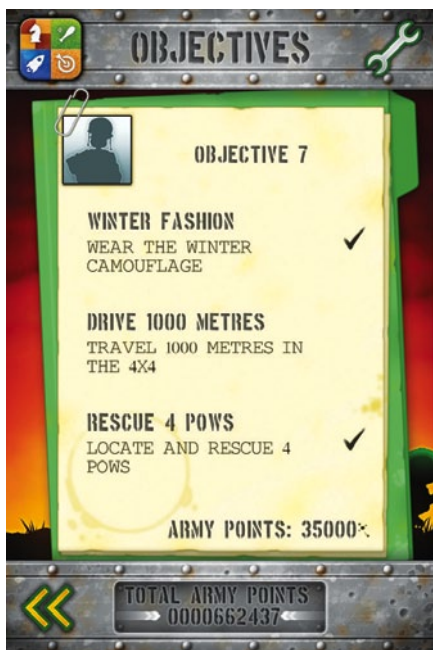 OBJECTIVES
OBJECTIVE 7
WINTER FASHION
WEAR THE WINTER
CAMOUFLAGE
DRIVE 1000 METRES
TRAVEL 1000 METRES IN
THE 4X4
RESCUE 4 POWS
LOCATE AND RESCUE 4
POWS
ARMY POINTS: 35000
TOTAL ARMY POINTS
0000662437